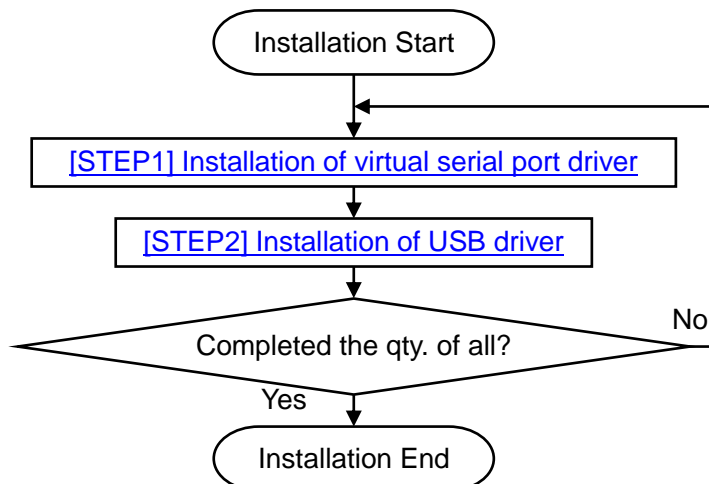 Installation Start
[STEP1] Installation of virtual serial port driver
[STEP2] Installation of USB driver
Completed the qty. of all?
No
Yes
Installation End